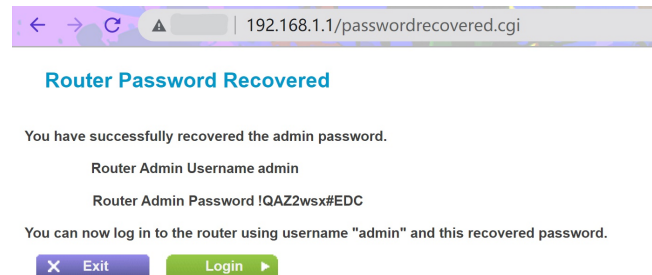 192.168.1.1/passwordrecovered.cgi
Router Password Recovered
You have successfully recovered the admin password.
Router Admin Username admin
Router Admin Password !QAZ2wsx#EDC
You can now log in to the router using username "admin" and this recovered password.
X Exit
Login